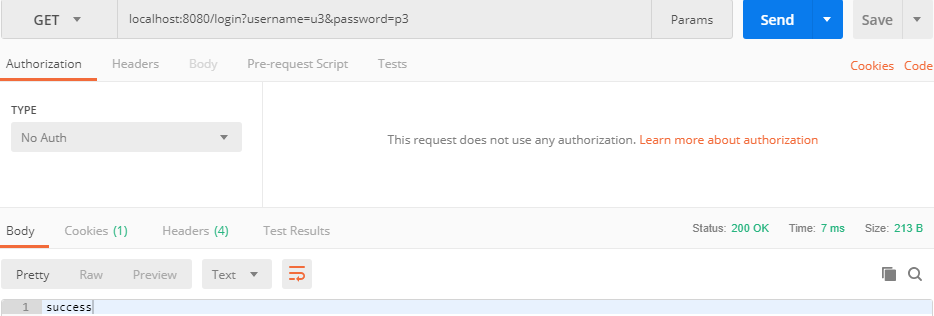 GET localhost:8080/login?username=u3&password=p3 Params Send Save
Authorization Headers Body Pre-request Script Tests Cookies Code
TYPE
No Auth
This request does not use any authorization. Learn more about authorization
Body Cookies (1) Headers (4) Test Results Status: 200 OK Time: 7 ms Size: 213 B
Pretty Raw Preview Text
1 success